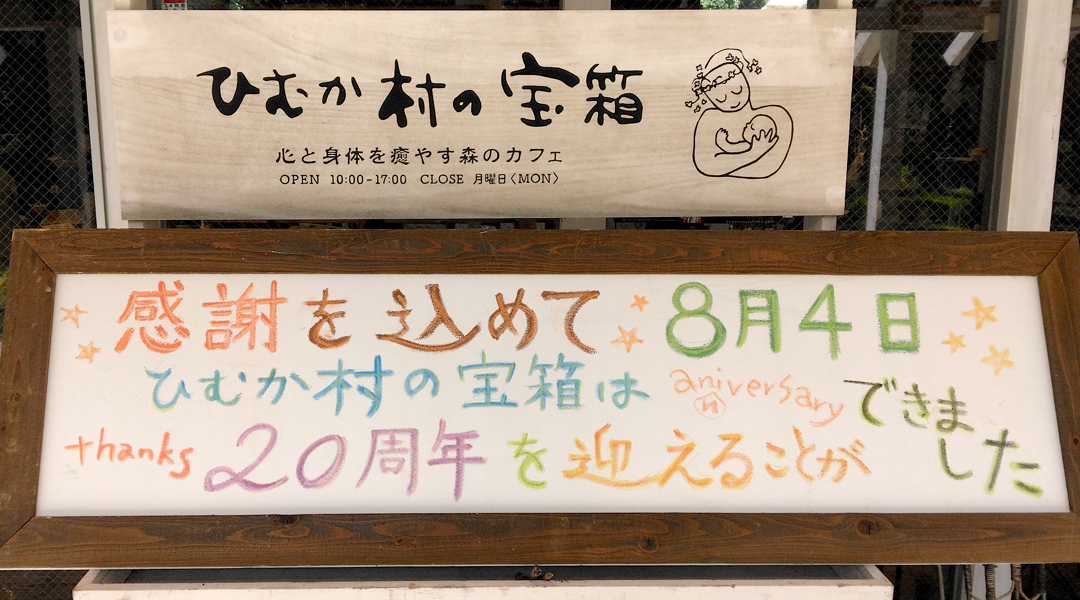 ひむか村の宝箱
心と身体を癒やす森のカフェ
OPEN 10:00-17:00 CLOSE 月曜日〈MON〉
感謝を込めて 8月4日
ひむか村の宝箱は aniversary
n
thanks 20周年を迎えることができました